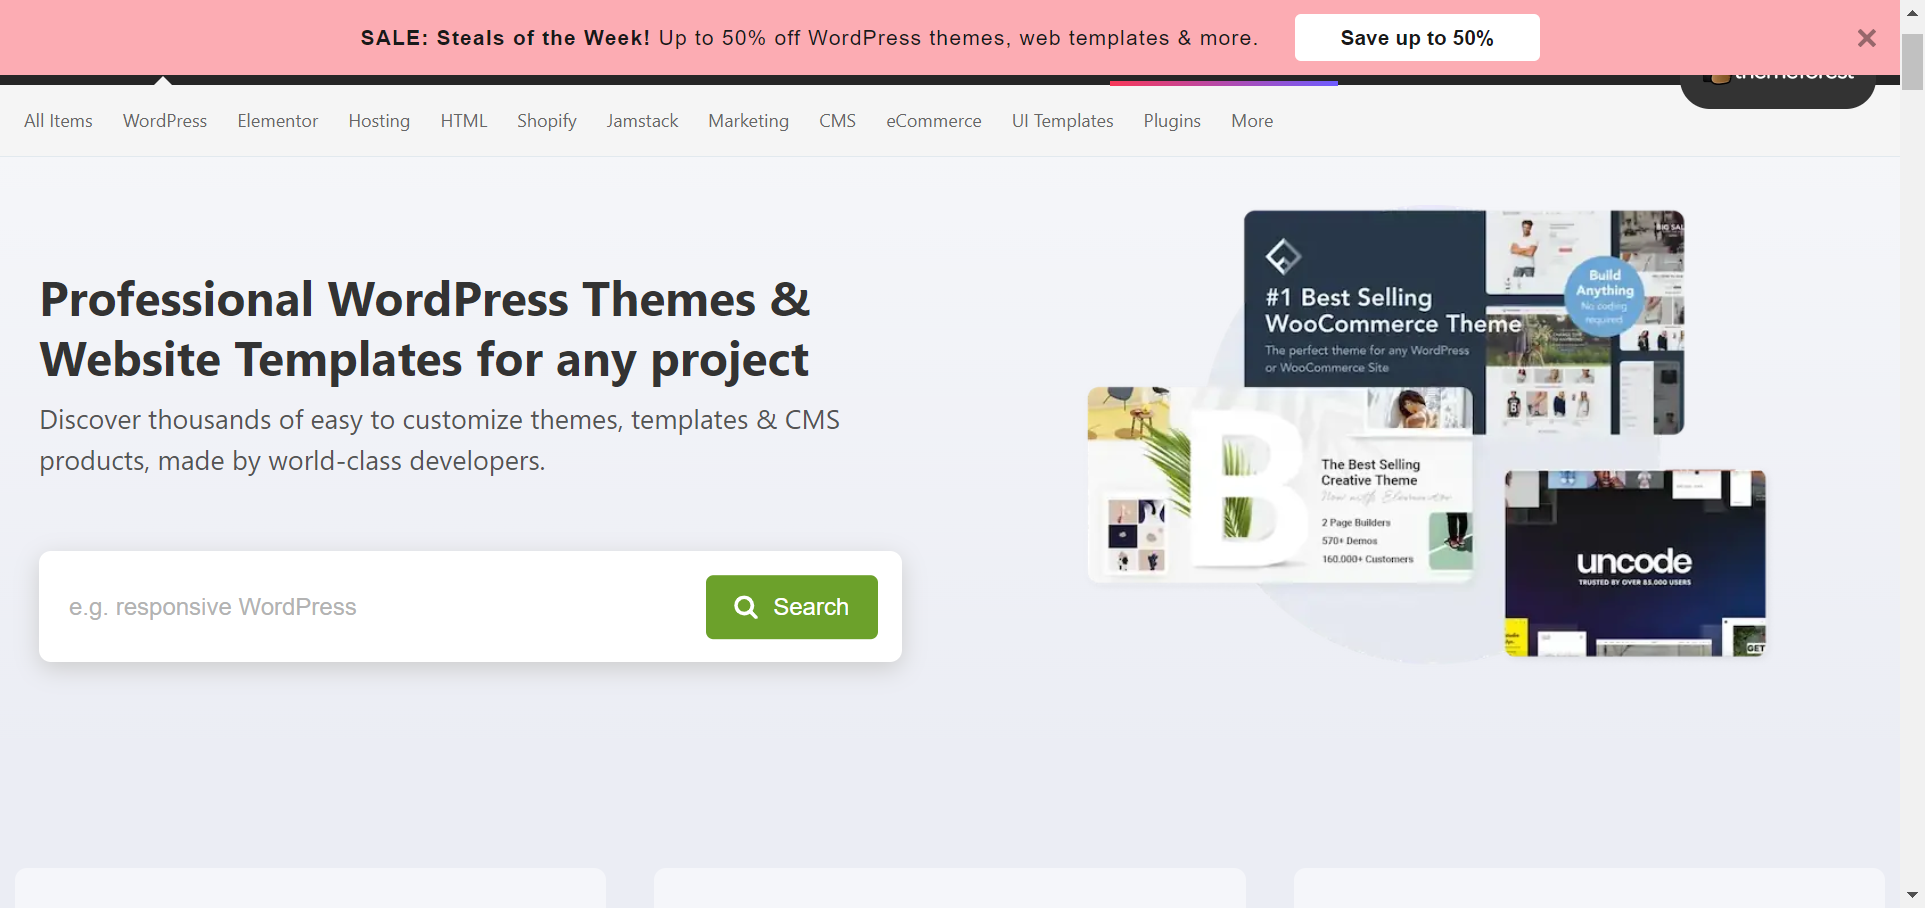 SALE: Steals of the Week! Up to 50% off WordPress themes, web templates & more.
Save up to 50%
themeforest
All Items
WordPress
Elementor
Hosting
HTML
Shopify
Jamstack
Marketing
CMS
eCommerce
UI Templates
Plugins
More
Professional WordPress Themes &
Website Templates for any project
Discover thousands of easy to customize themes, templates & CMS
products, made by world-class developers.
e.g. responsive WordPress
Search
#1 Best Selling
WooCommerce Theme
The perfect theme for any WordPress
or WooCommerce Site
Build
Anything
No coding
required
BIG SAL
B
The Best Selling
Creative Theme
Now with Elementor
2 Page Builders
570+ Demos
160.000+ Customers
uncode
TRUSTED BY OVER 85.000 USERS
GET